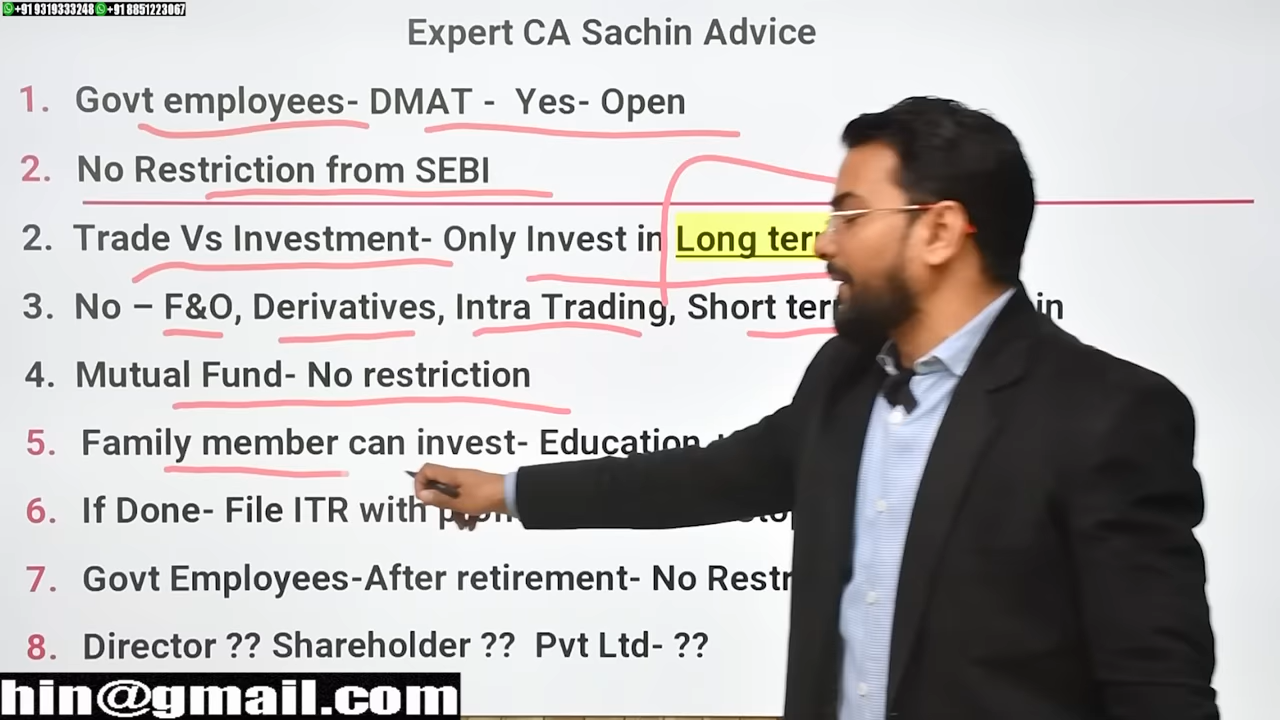 +91 9319333248 +91 8851223067
Expert CA Sachin Advice
1. Govt employees- DMAT - Yes- Open
2. No Restriction from SEBI
2. Trade Vs Investment- Only Invest in Long
3. No – F&O, Derivatives, Intra Trading, Short in
4. Mutual Fund- No restriction
5. Family member can invest- Education
6. If Done- File ITR with
7. Govt Employees-After retirement- No
8. Director ?? Shareholder ?? Pvt Ltd- ??
hin@gmail.com